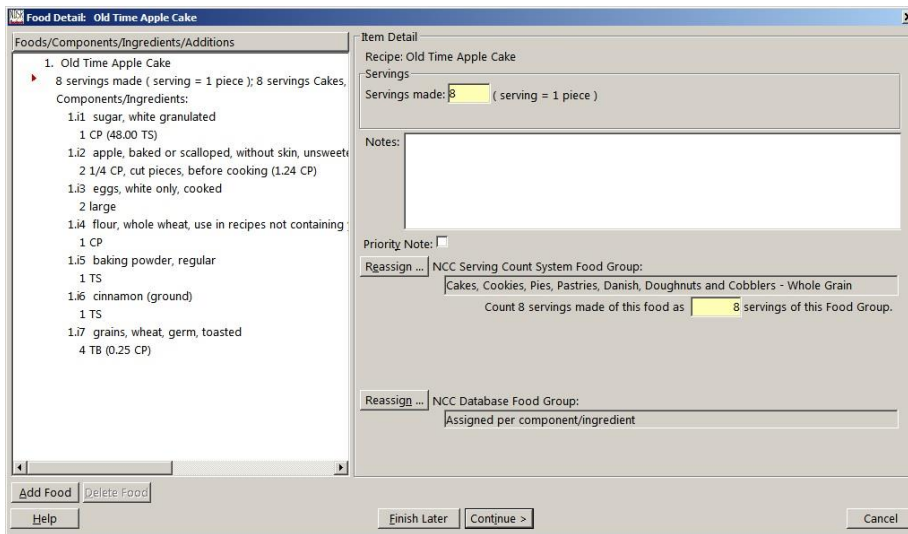 Food Detail: Old Time Apple Cake
Foods/Components/Ingredients/Additions
1. Old Time Apple Cake
8 servings made ( serving = 1 piece ); 8 servings Cakes,
Components/Ingredients:
1.i1 sugar, white granulated
1 CP (48.00 TS)
1.i2 apple, baked or scalloped, without skin, unsweete
2 1/4 CP, cut pieces, before cooking (1.24 CP)
1.i3 eggs, white only, cooked
2 large
1.i4 flour, whole wheat, use in recipes not containing
1 CP
1.i5 baking powder, regular
1 TS
1.i6 cinnamon (ground)
1 TS
1.i7 grains, wheat, germ, toasted
4 TB (0.25 CP)
Add Food Delete Food
Help
Item Detail
Recipe: Old Time Apple Cake
Servings
Servings made: 8 ( serving = 1 piece )
Notes:
Priority Note:
Reassign ... NCC Serving Count System Food Group:
Cakes, Cookies, Pies, Pastries, Danish, Doughnuts and Cobblers - Whole Grain
Count 8 servings made of this food as 8 servings of this Food Group.
Reassign ... NCC Database Food Group:
Assigned per component/ingredient
Finish Later Continue > Cancel